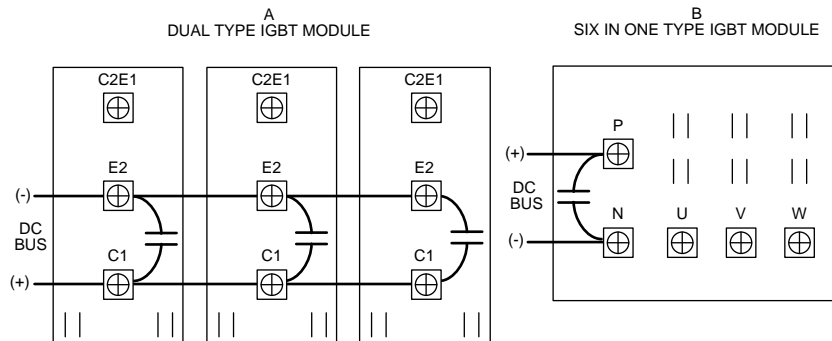 A
DUAL TYPE IGBT MODULE
C2E1
C2E1
C2E1
E2
E2
E2
(-)
DC
BUS
C1
C1
C1
(+)
B
SIX IN ONE TYPE IGBT MODULE
P
(+)
DC
BUS
N
U
V
W
(-)